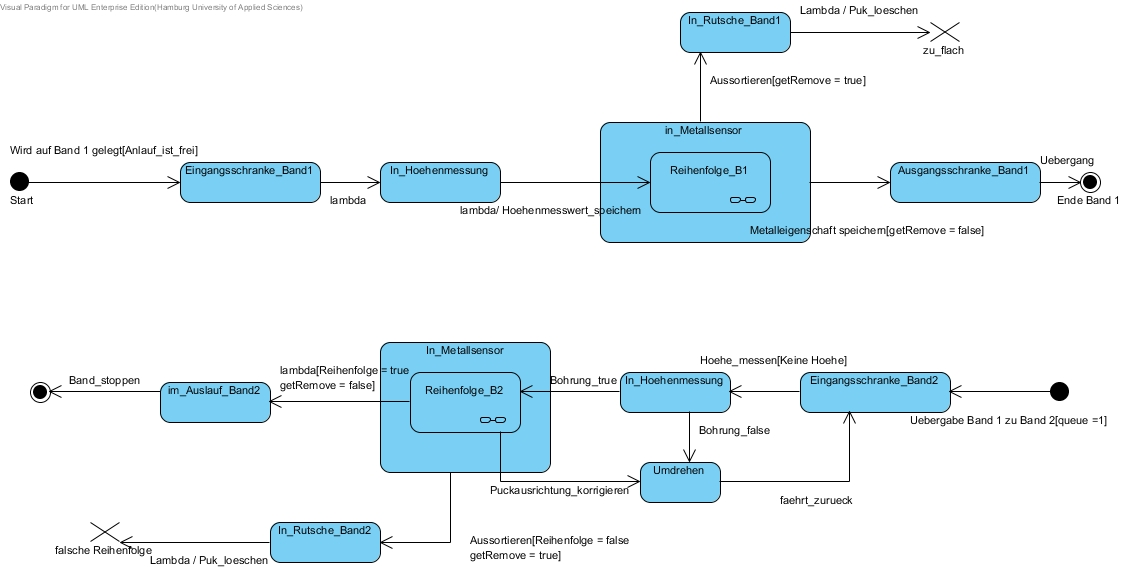 Visual Paradigm for UML Enterprise Edition(Hamburg University of Applied Sciences)
In_Rutsche_Band1
Lambda / Puk_loeschen
zu_flach
Aussortieren[getRemove = true]
in_Metallsensor
Reihenfolge_B1
Wird auf Band 1 gelegt[Anlauf_ist_frei]
Start
Eingangsschranke_Band1
lambda
In_Hoehenmessung
lambda/ Hoehenmesswert_speichern
Metalleigenschaft speichern[getRemove = false]
Ausgangsschranke_Band1
Uebergang
Ende Band 1
Band_stoppen
im_Auslauf_Band2
lambda[Reihenfolge = true
getRemove = false]
In_Metallsensor
Reihenfolge_B2
Bohrung_true
In_Hoehenmessung
Hoehe_messen[Keine Hoehe]
Eingangsschranke_Band2
Uebergabe Band 1 zu Band 2[queue =1]
Bohrung_false
Umdrehen
Puckausrichtung_korrigieren
faehrt_zurueck
falsche Reihenfolge
Lambda / Puk_loeschen
In_Rutsche_Band2
Aussortieren[Reihenfolge = false
getRemove = true]